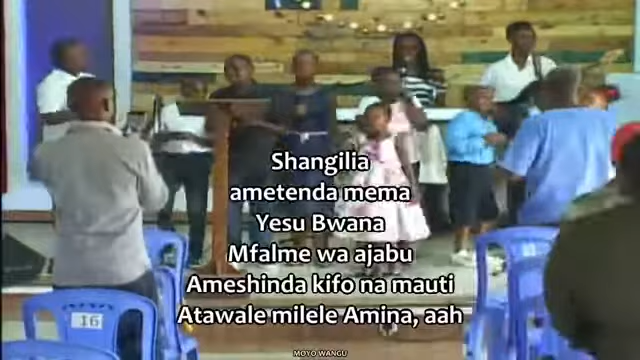 Shangilia
ametenda mema
Yesu Bwana
Mfalme wa ajabu
Ameshinda kifo na mauti
Atawale milele Amina, aah
16
MOYO WANGU